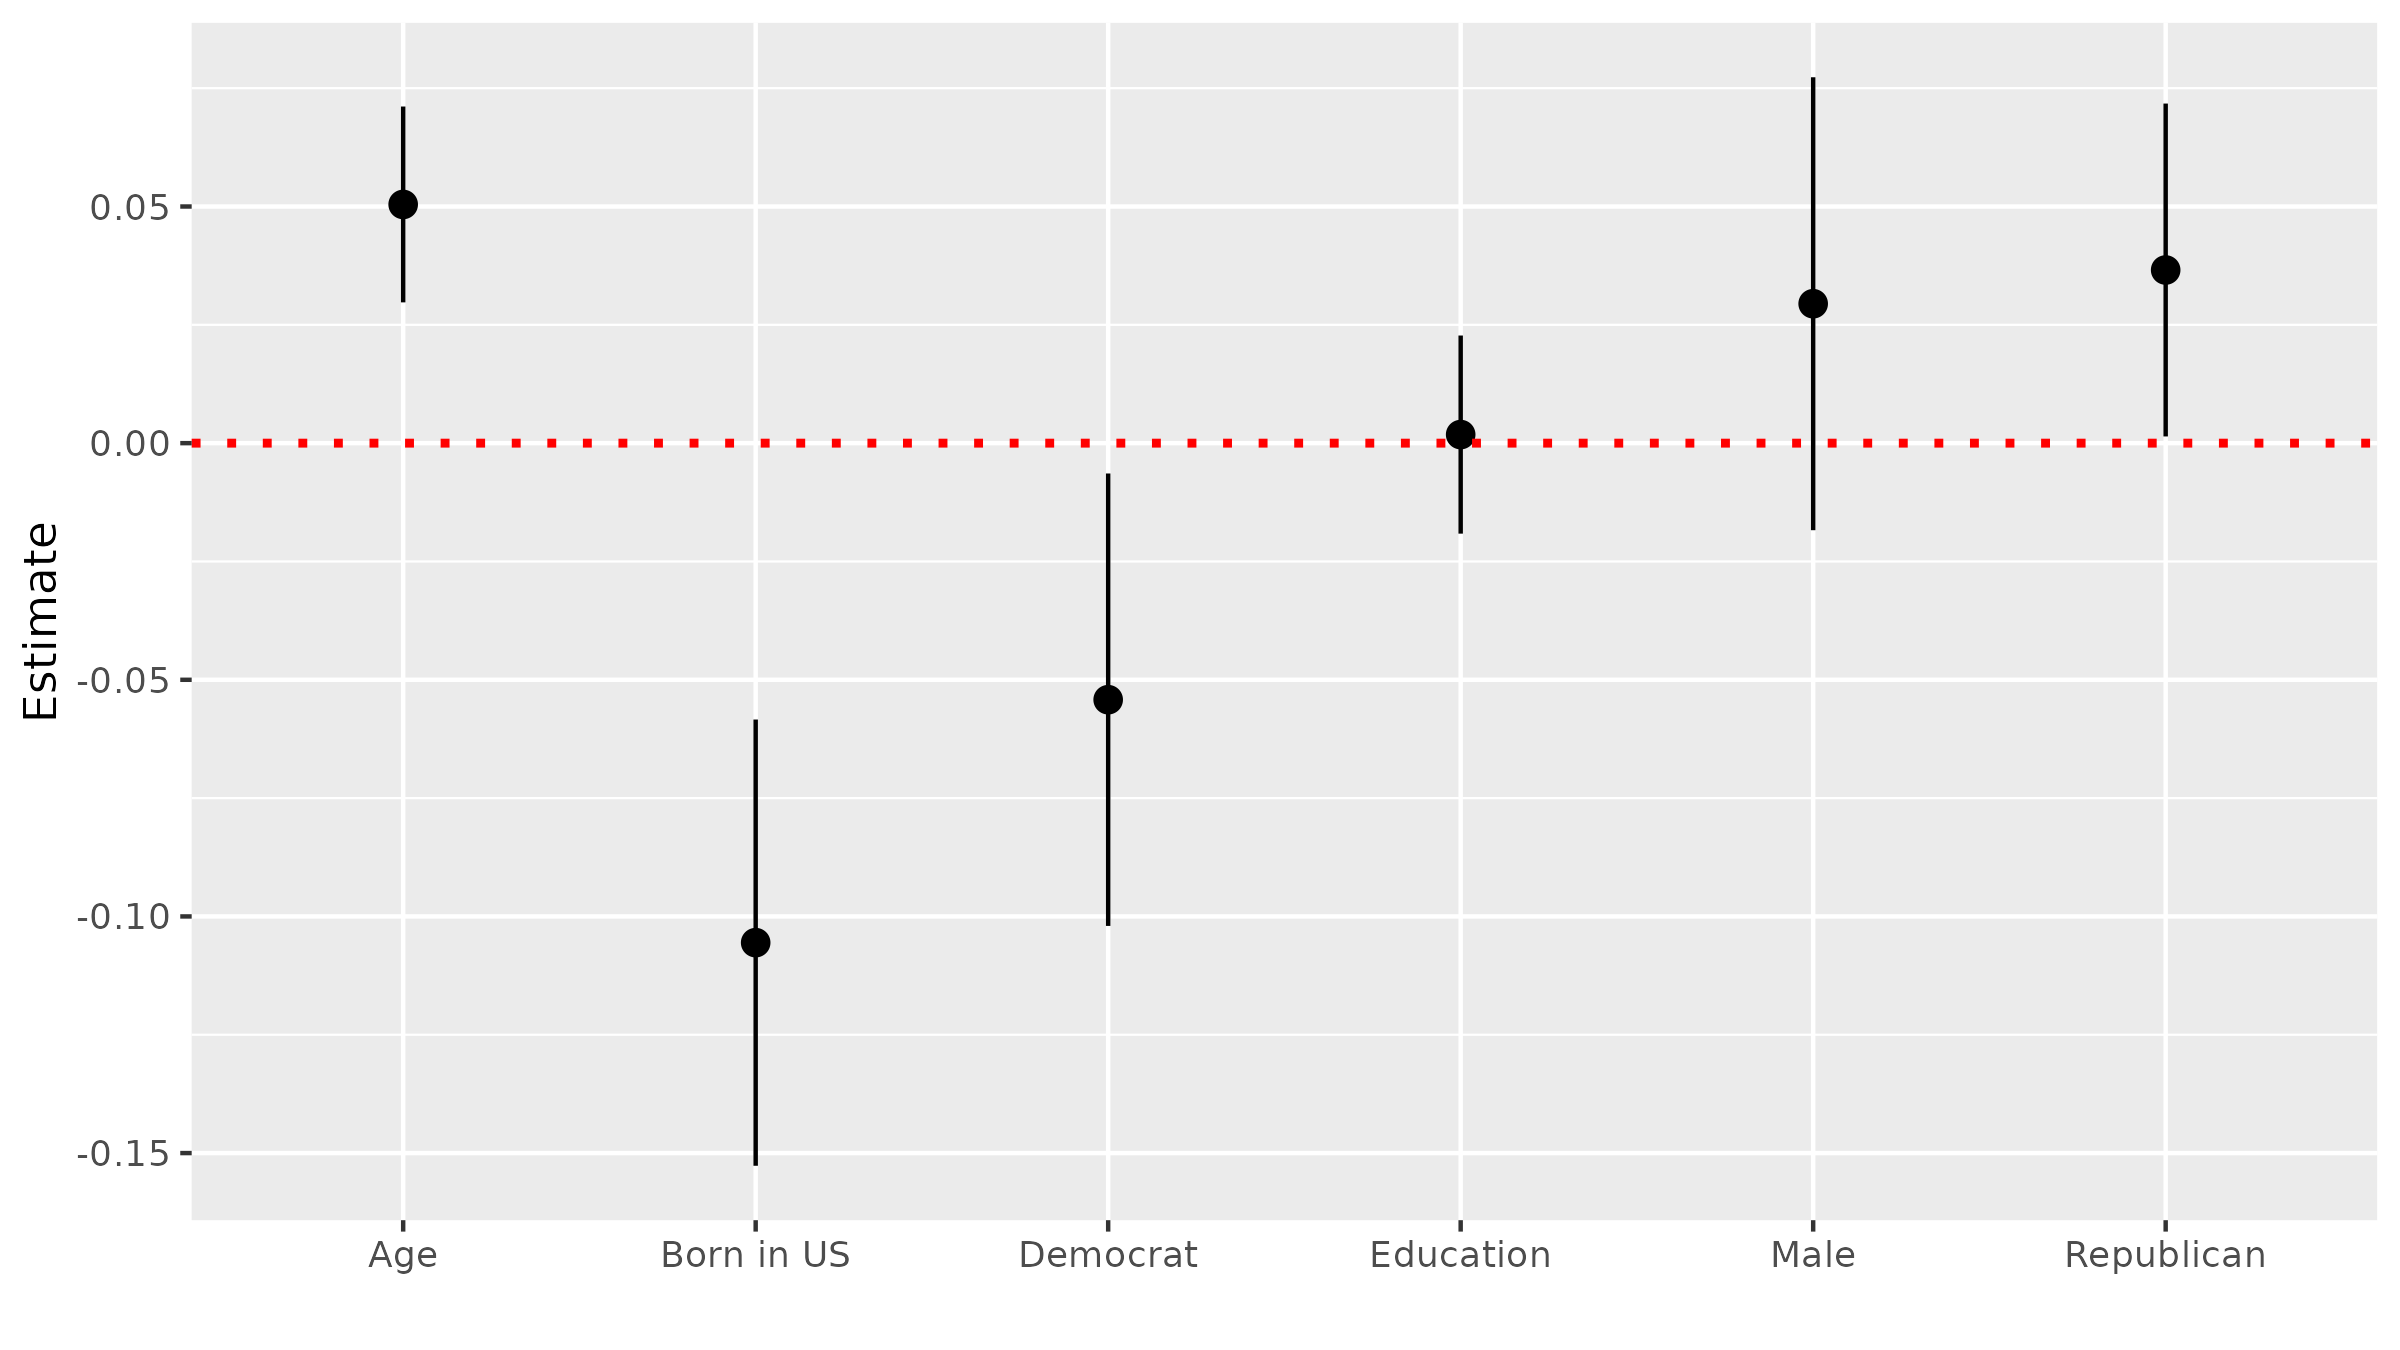 Estimate
0.05
0.00
-0.05
-0.10
-0.15
Age
Born in US
Democrat
Education
Male
Republican